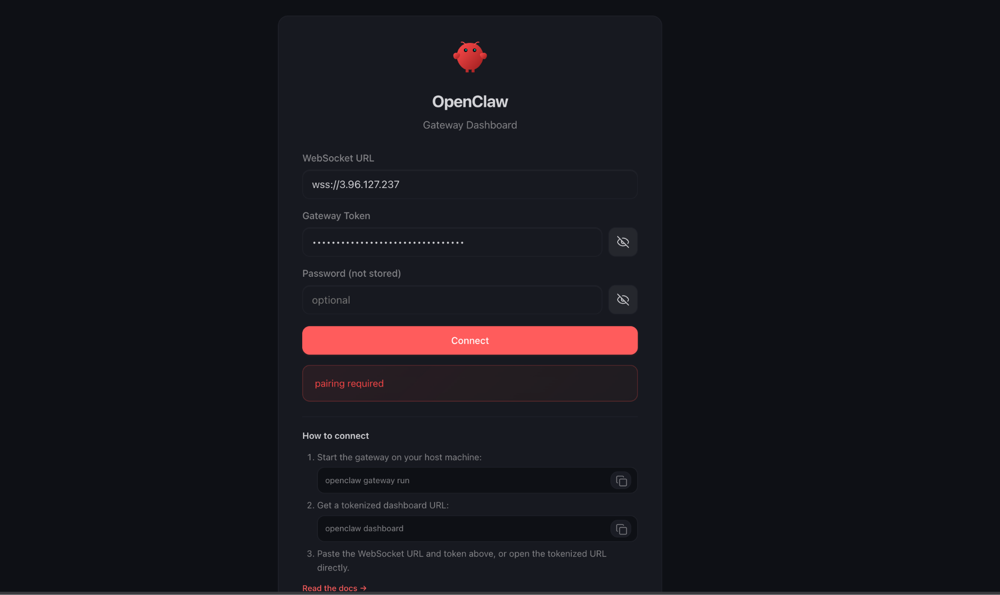 OpenClaw
Gateway Dashboard
WebSocket URL
wss://3.96.127.237
Gateway Token
••••••••••••••••••••••••••••••••
Password (not stored)
optional
Connect
pairing required
How to connect
1. Start the gateway on your host machine:
openclaw gateway run
2. Get a tokenized dashboard URL:
openclaw dashboard
3. Paste the WebSocket URL and token above, or open the tokenized URL
directly.
Read the docs →